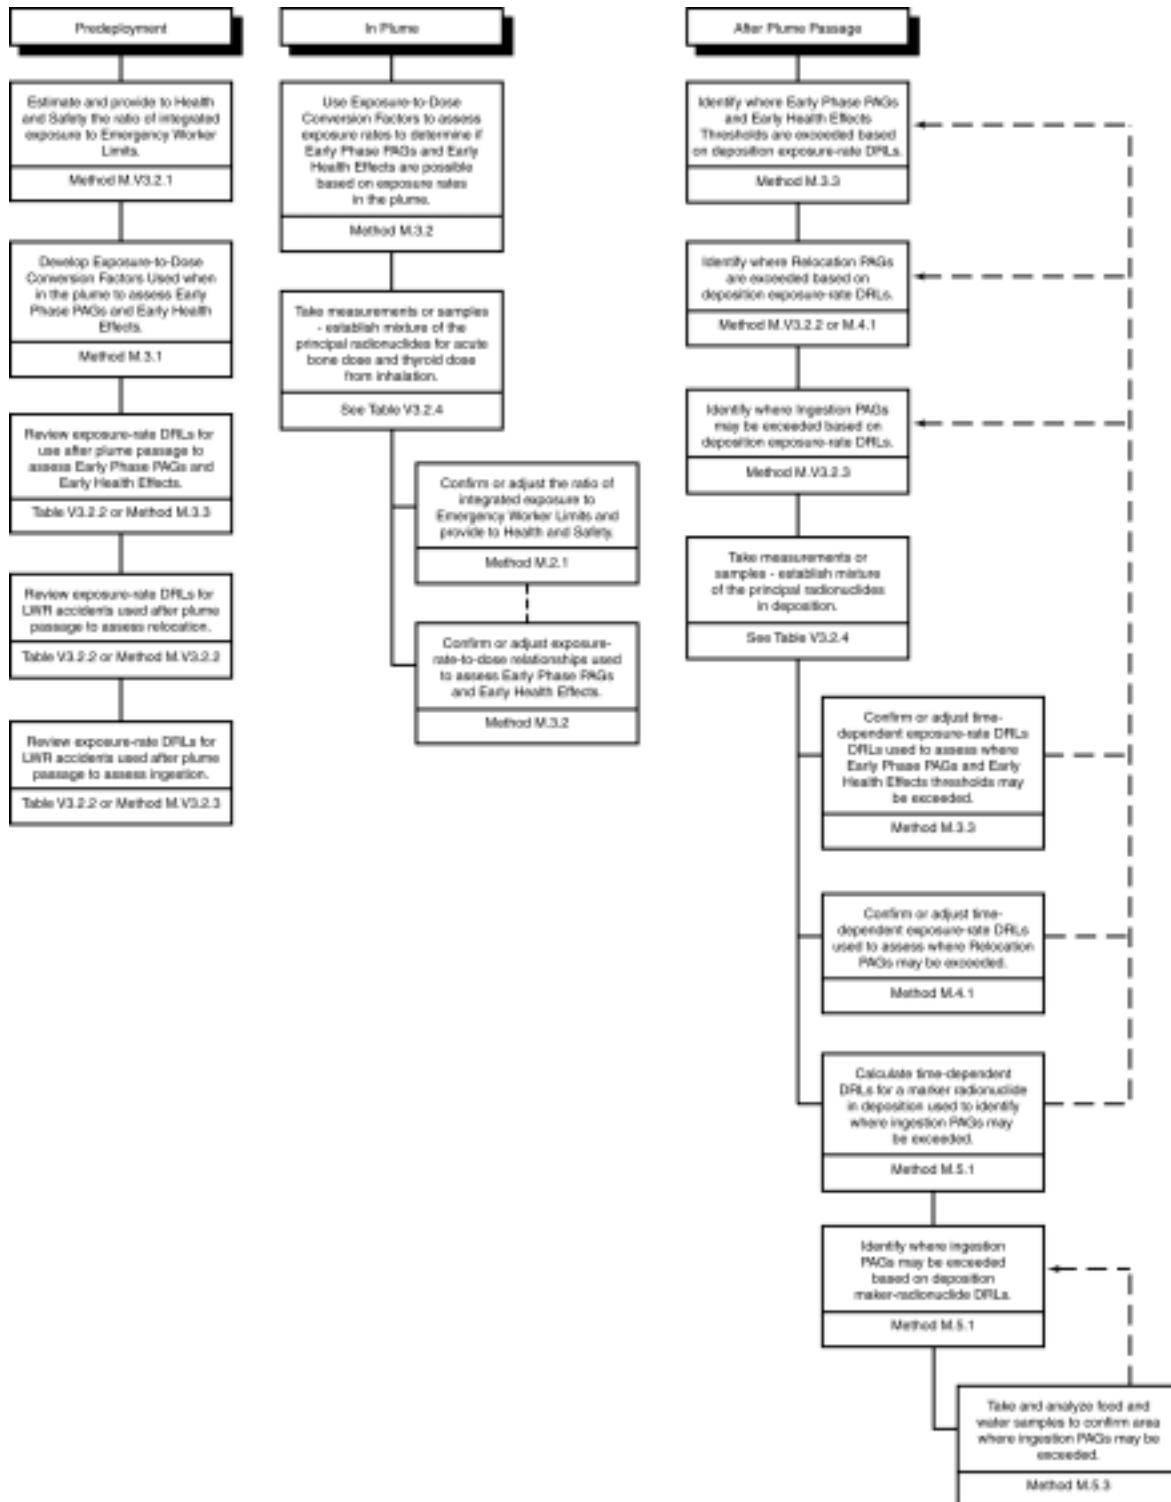 Predeployment
Estimate and provide to Health
and Safety the ratio of integrated
exposure to Emergency Worker
Limits.
Method M.V3.2.1
Develop Exposure-to-Dose
Conversion Factors Used when
in the plume to assess Early
Phase PAGs and Early Health
Effects.
Method M.3.1
Review exposure-rate DRLs for
use after plume passage to
assess Early Phase PAGs and
Early Health Effects.
Table V3.2.2 or Method M.3.3
Review exposure-rate DRLs for
LWR accidents used after plume
passage to assess relocation.
Table V3.2.2 or Method M.V3.2.2
Review exposure-rate DRLs for
LWR accidents used after plume
passage to assess ingestion.
Table V3.2.2 or Method M.V3.2.3
In Plume
Use Exposure-to-Dose
Conversion Factors to assess
exposure rates to determine if
Early Phase PAGs and Early
Health Effects are possible
based on exposure rates
in the plume.
Method M.3.2
Take measurements or samples
- establish mixture of the
principal radionuclides for acute
bone dose and thyroid dose
from inhalation.
See Table V3.2.4
Confirm or adjust the ratio of
integrated exposure to
Emergency Worker Limits and
provide to Health and Safety.
Method M.2.1
Confirm or adjust exposure-
rate-to-dose relationships used
to assess Early Phase PAGs
and Early Health Effects.
Method M.3.2
After Plume Passage
Identify where Early Phase PAGs
and Early Health Effects
Thresholds are exceeded based
on deposition exposure-rate DRLs.
Method M.3.3
Identify where Relocation PAGs
are exceeded based on
deposition exposure-rate DRLs.
Method M.V3.2.2 or M.4.1
Identify where Ingestion PAGs
may be exceeded based on
deposition exposure-rate DRLs.
Method M.V3.2.3
Take measurements or
samples - establish mixture
of the principal radionuclides
in deposition.
See Table V3.2.4
Confirm or adjust time-
dependent exposure-rate DRLs
DRLs used to assess where
Early Phase PAGs and Early
Health Effects thresholds may
be exceeded.
Method M.3.3
Confirm or adjust time-
dependent exposure-rate DRLs
used to assess where Relocation
PAGs may be exceeded.
Method M.4.1
Calculate time-dependent
DRLs for a marker radionuclide
in deposition used to identify
where ingestion PAGs may
be exceeded.
Method M.5.1
Identify where ingestion
PAGs may be exceeded
based on deposition
maker-radionuclide DRLs.
Method M.5.1
Take and analyze food and
water samples to confirm area
where ingestion PAGs may be
exceeded.
Method M.5.3